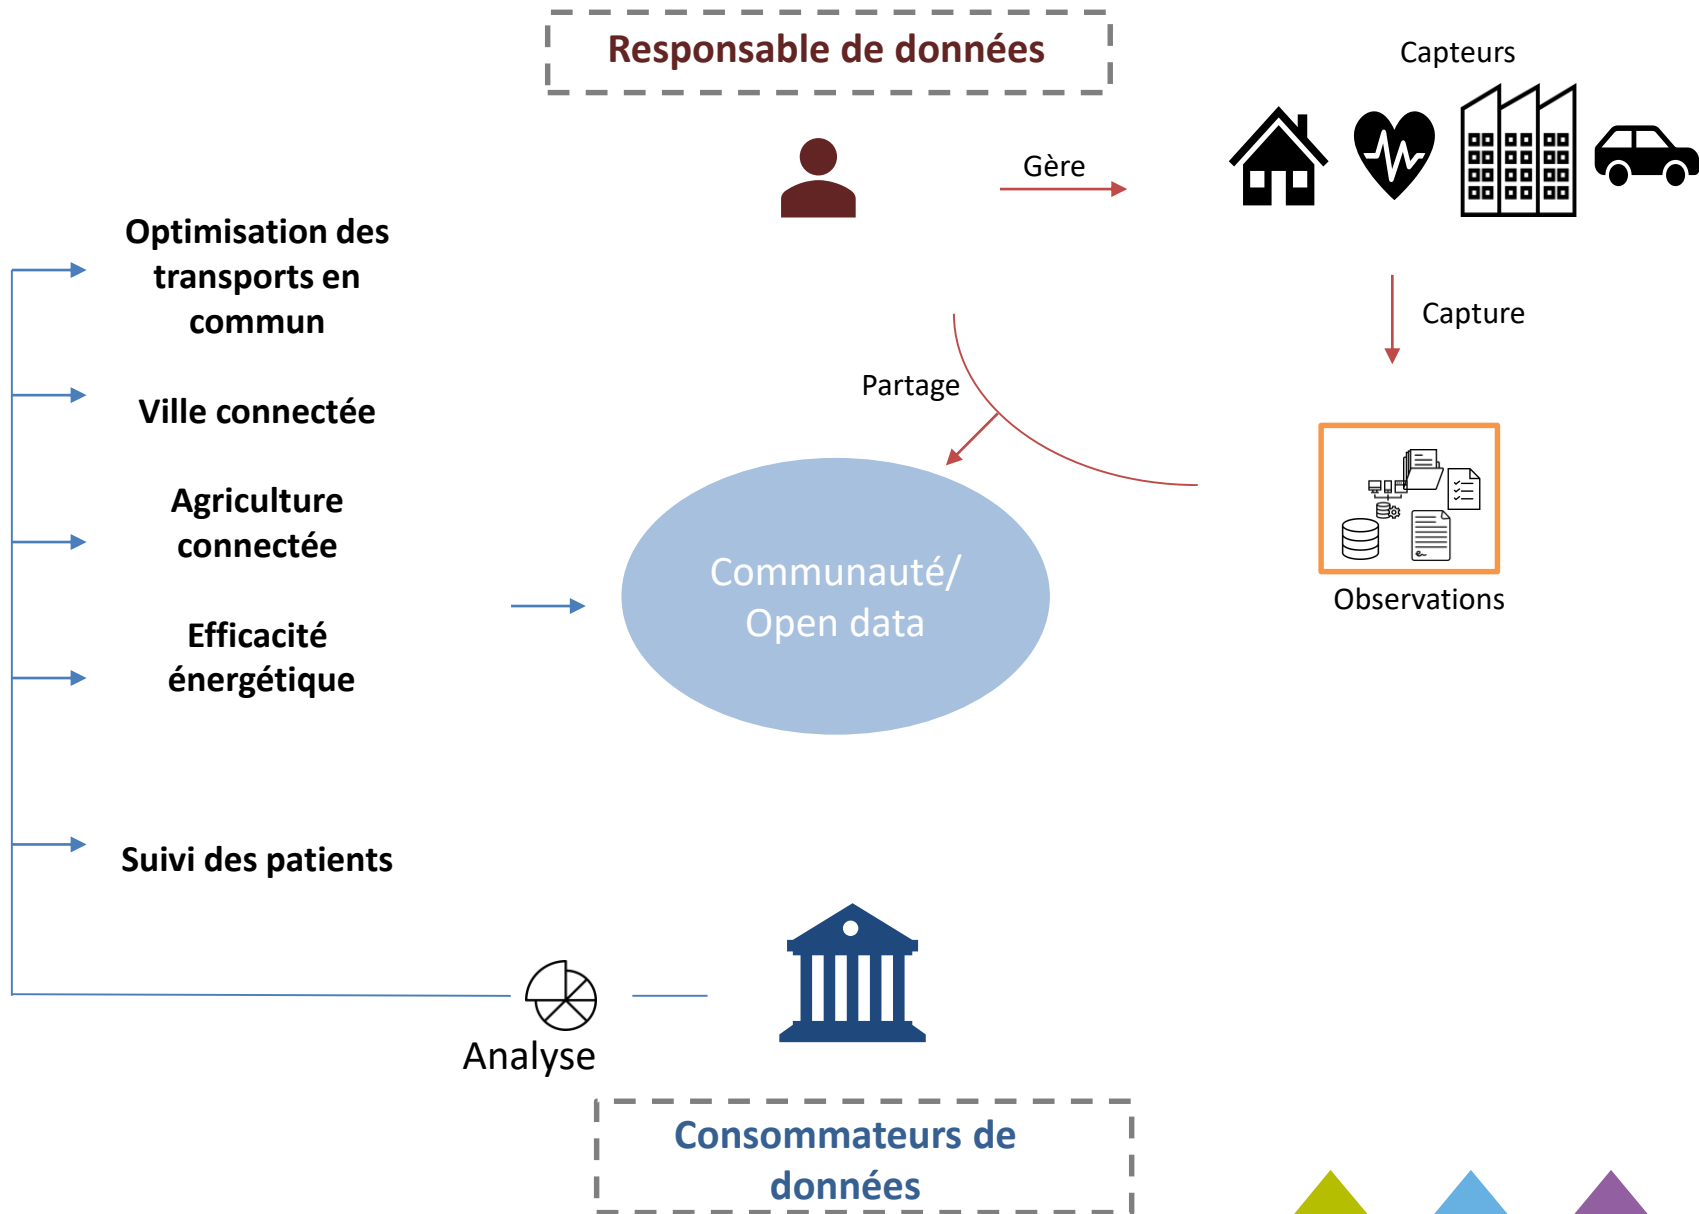 Responsable de données
Capteurs
Gère
Optimisation des
transports en
commun
Capture
Partage
Ville connectée
Agriculture
connectée
Communauté/
Open data
Observations
Efficacité
énergétique
Suivi des patients
Analyse
Consommateurs de
données